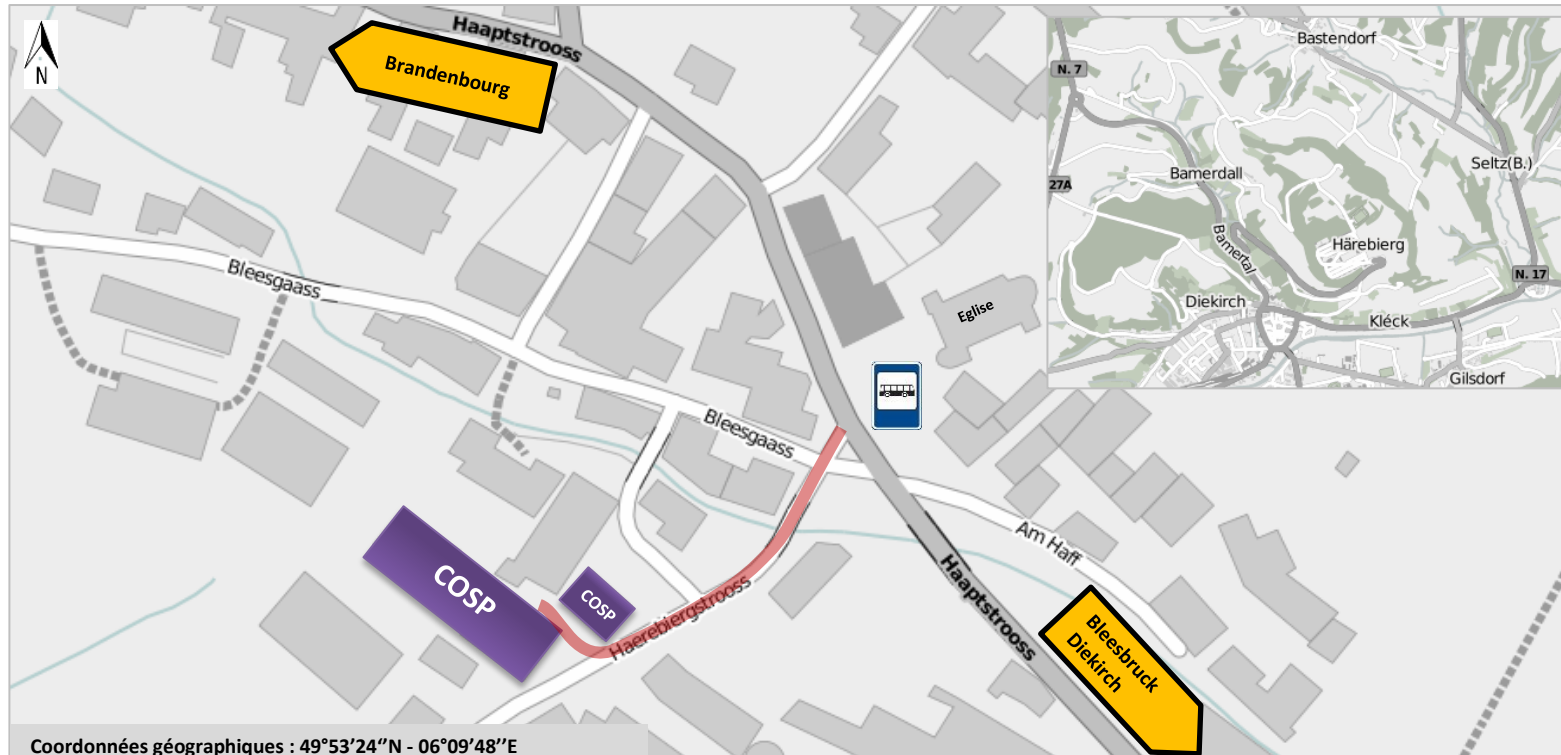 Haaptstrooss
N
Brandenbourg
Bleesgaass
Eglise
Bleesgaass
Am Haff
Haaptstrooss
COSP
COSP
Haerebiergstrooss
Bleesbruck
Diekirch
Bastendorf
N. 7
Seltz(B.)
Bamerdall
27A
Bamertal
Härebierg
N. 17
Diekirch
Kléck
Gilsdorf
Coordonnées géographiques : 49°53’24’’N - 06°09’48’’E